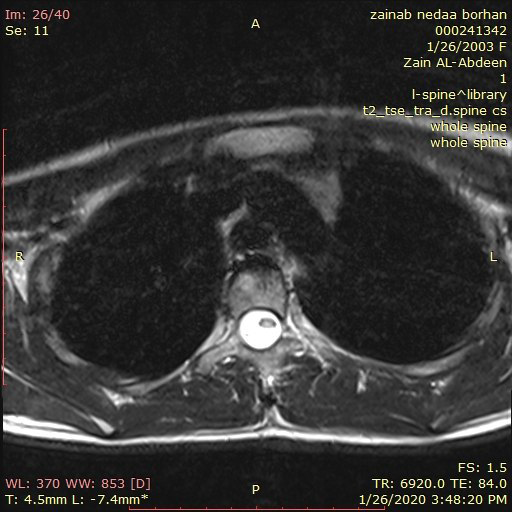 Im: 26/40
Se: 11
A
zainab nedaa borhan
000241342
1/26/2003 F
Zain AL-Abdeen
1
l-spine^library
t2_tse_tra_d.spine cs
whole spine
whole spine
R
L
WL: 370 WW: 853 [D]
T: 4.5mm L: -7.4mm*
P
FS: 1.5
TR: 6920.0 TE: 84.0
1/26/2020 3:48:20 PM